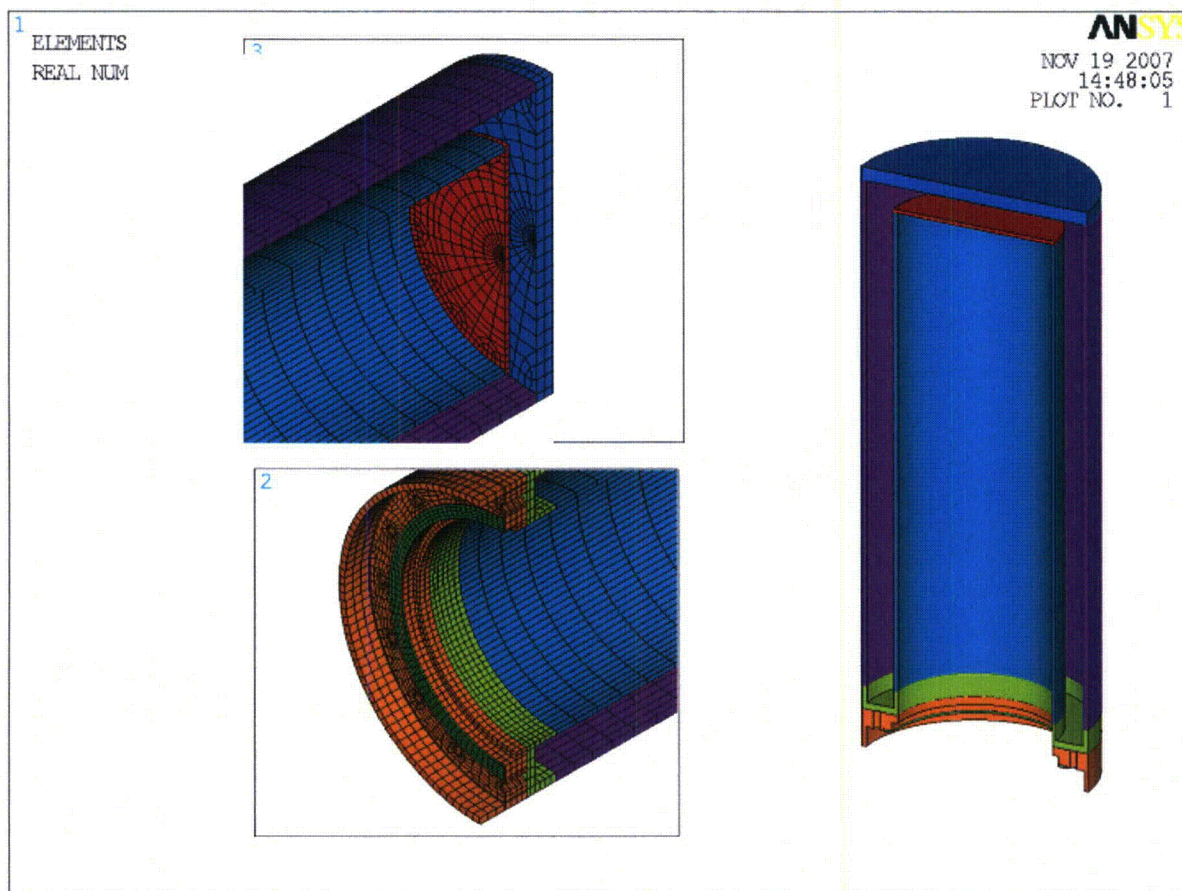 1
ELEMENTS
REAL NUM
3
ANSYS
NOV 19 2007
14:48:05
PLOT NO. 1
2